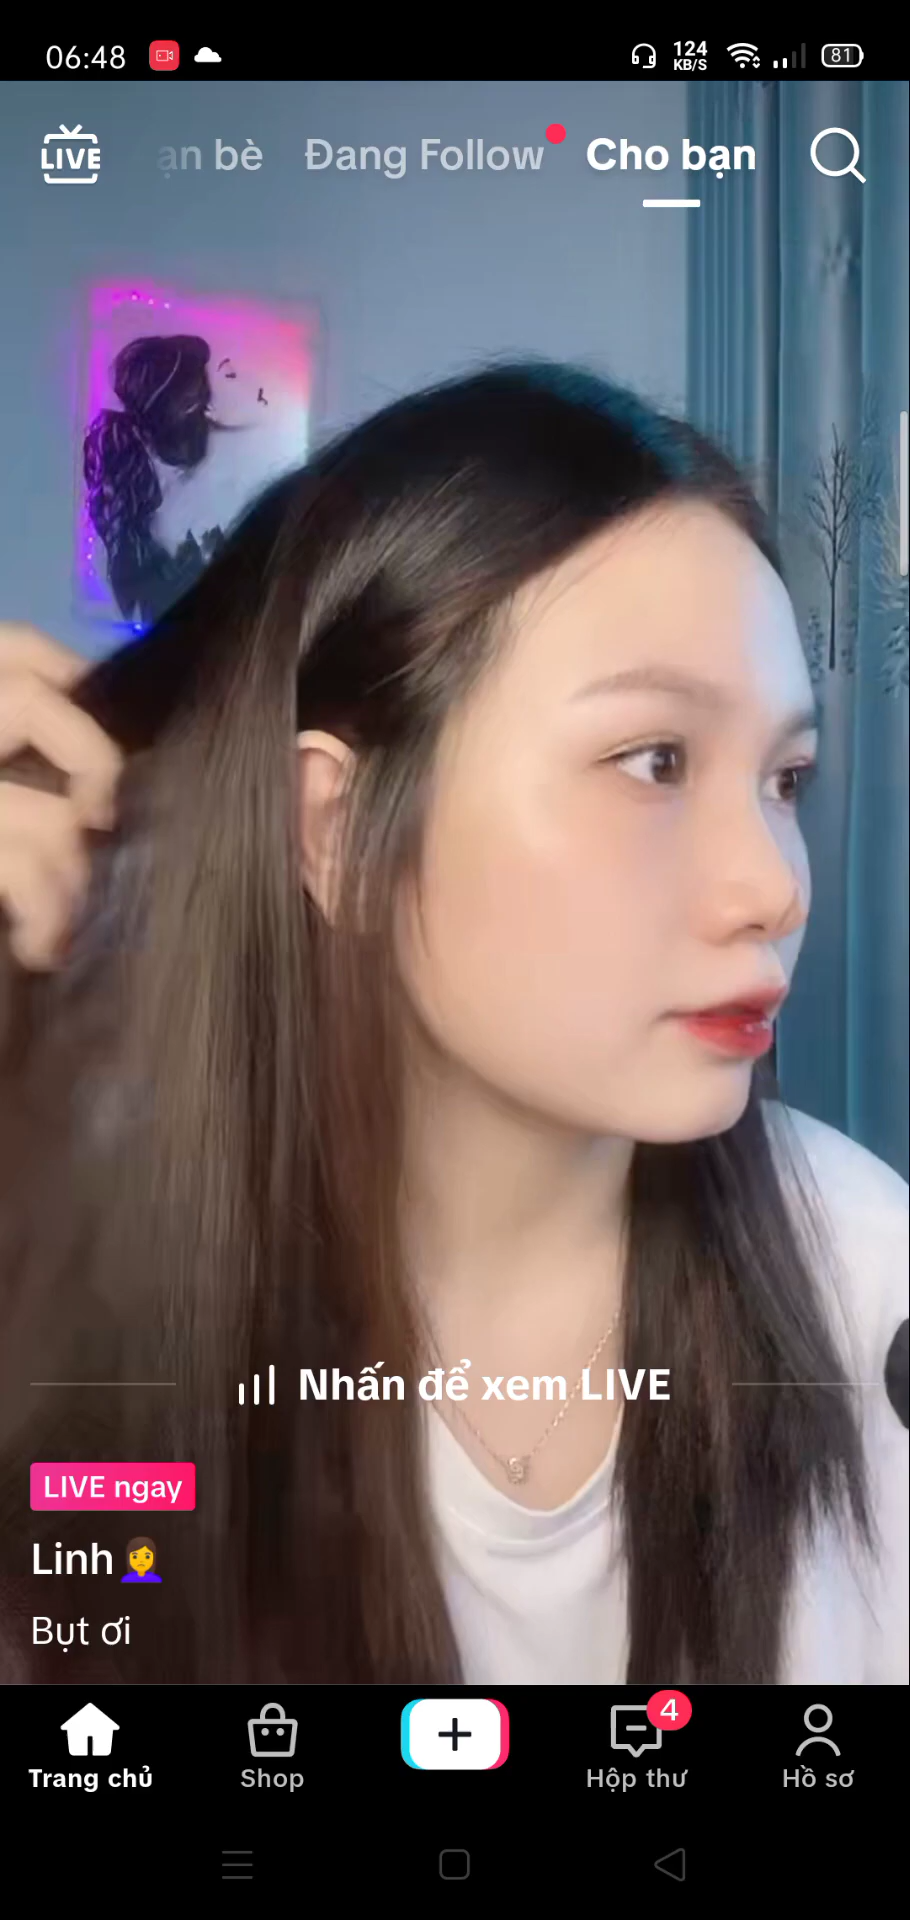 06:48
124
KB/S
81
LIVE
ạn bè
Đang Follow
Cho bạn
Nhấn để xem LIVE
LIVE ngay
Linh🙍‍♀️
Bụt ơi
4
Trang chủ
Shop
Hộp thư
Hồ sơ